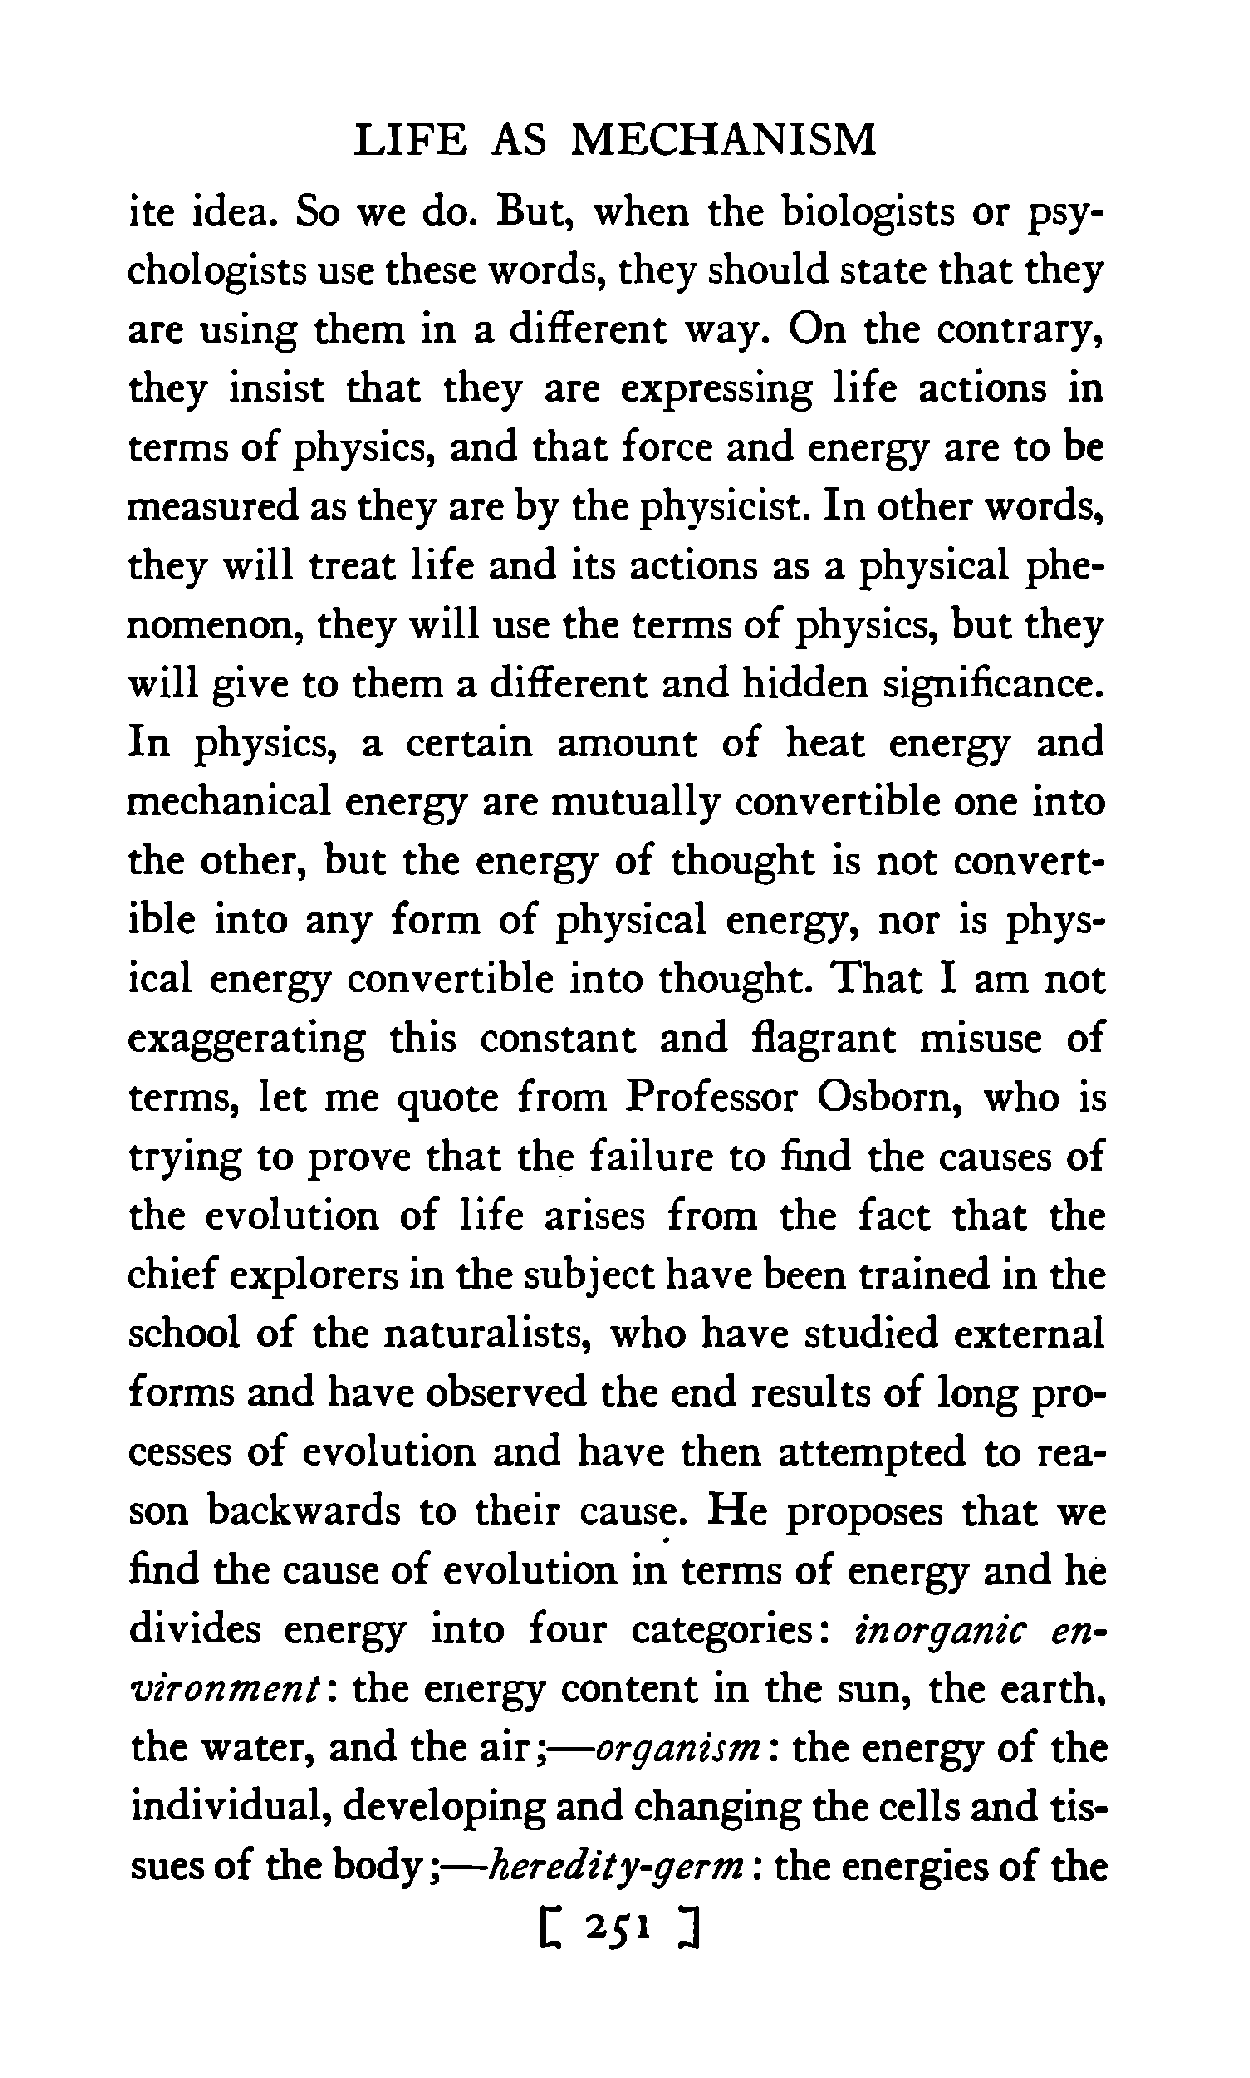 LIFE AS MECHANISM
ite idea. So we do. But, when the biologists or psy-
chologists use these words, they should state that they
are using them in a different way. On the contrary,
they insist that they are expressing life actions in
terms of physics, and that force and energy are to be
measured as they are by the physicist. In other words,
they will treat life and its actions as a physical phe-
nomenon, they will use the terms of physics, but they
will give to them a different and hidden significance.
In physics, a certain amount of heat energy and
mechanical energy are mutually convertible one into
the other, but the energy of thought is not convert-
ible into any form of physical energy, nor is phys-
ical energy convertible into thought. That I am not
exaggerating this constant and flagrant misuse of
terms, let me quote from Professor Osborn, who is
trying to prove that the failure to find the causes of
the evolution of life arises from the fact that the
chief explorers in the subject have been trained in the
school of the naturalists, who have studied external
forms and have observed the end results of long pro-
cesses of evolution and have then attempted to rea-
son backwards to their cause. He proposes that we
find the cause of evolution in terms of energy and he
divides energy into four categories: inorganic en-
vironment: the energy content in the sun, the earth,
the water, and the air;—organism: the energy of the
individual, developing and changing the cells and tis-
sues of the body;—heredity-germ: the energies of the
[ 251 ]